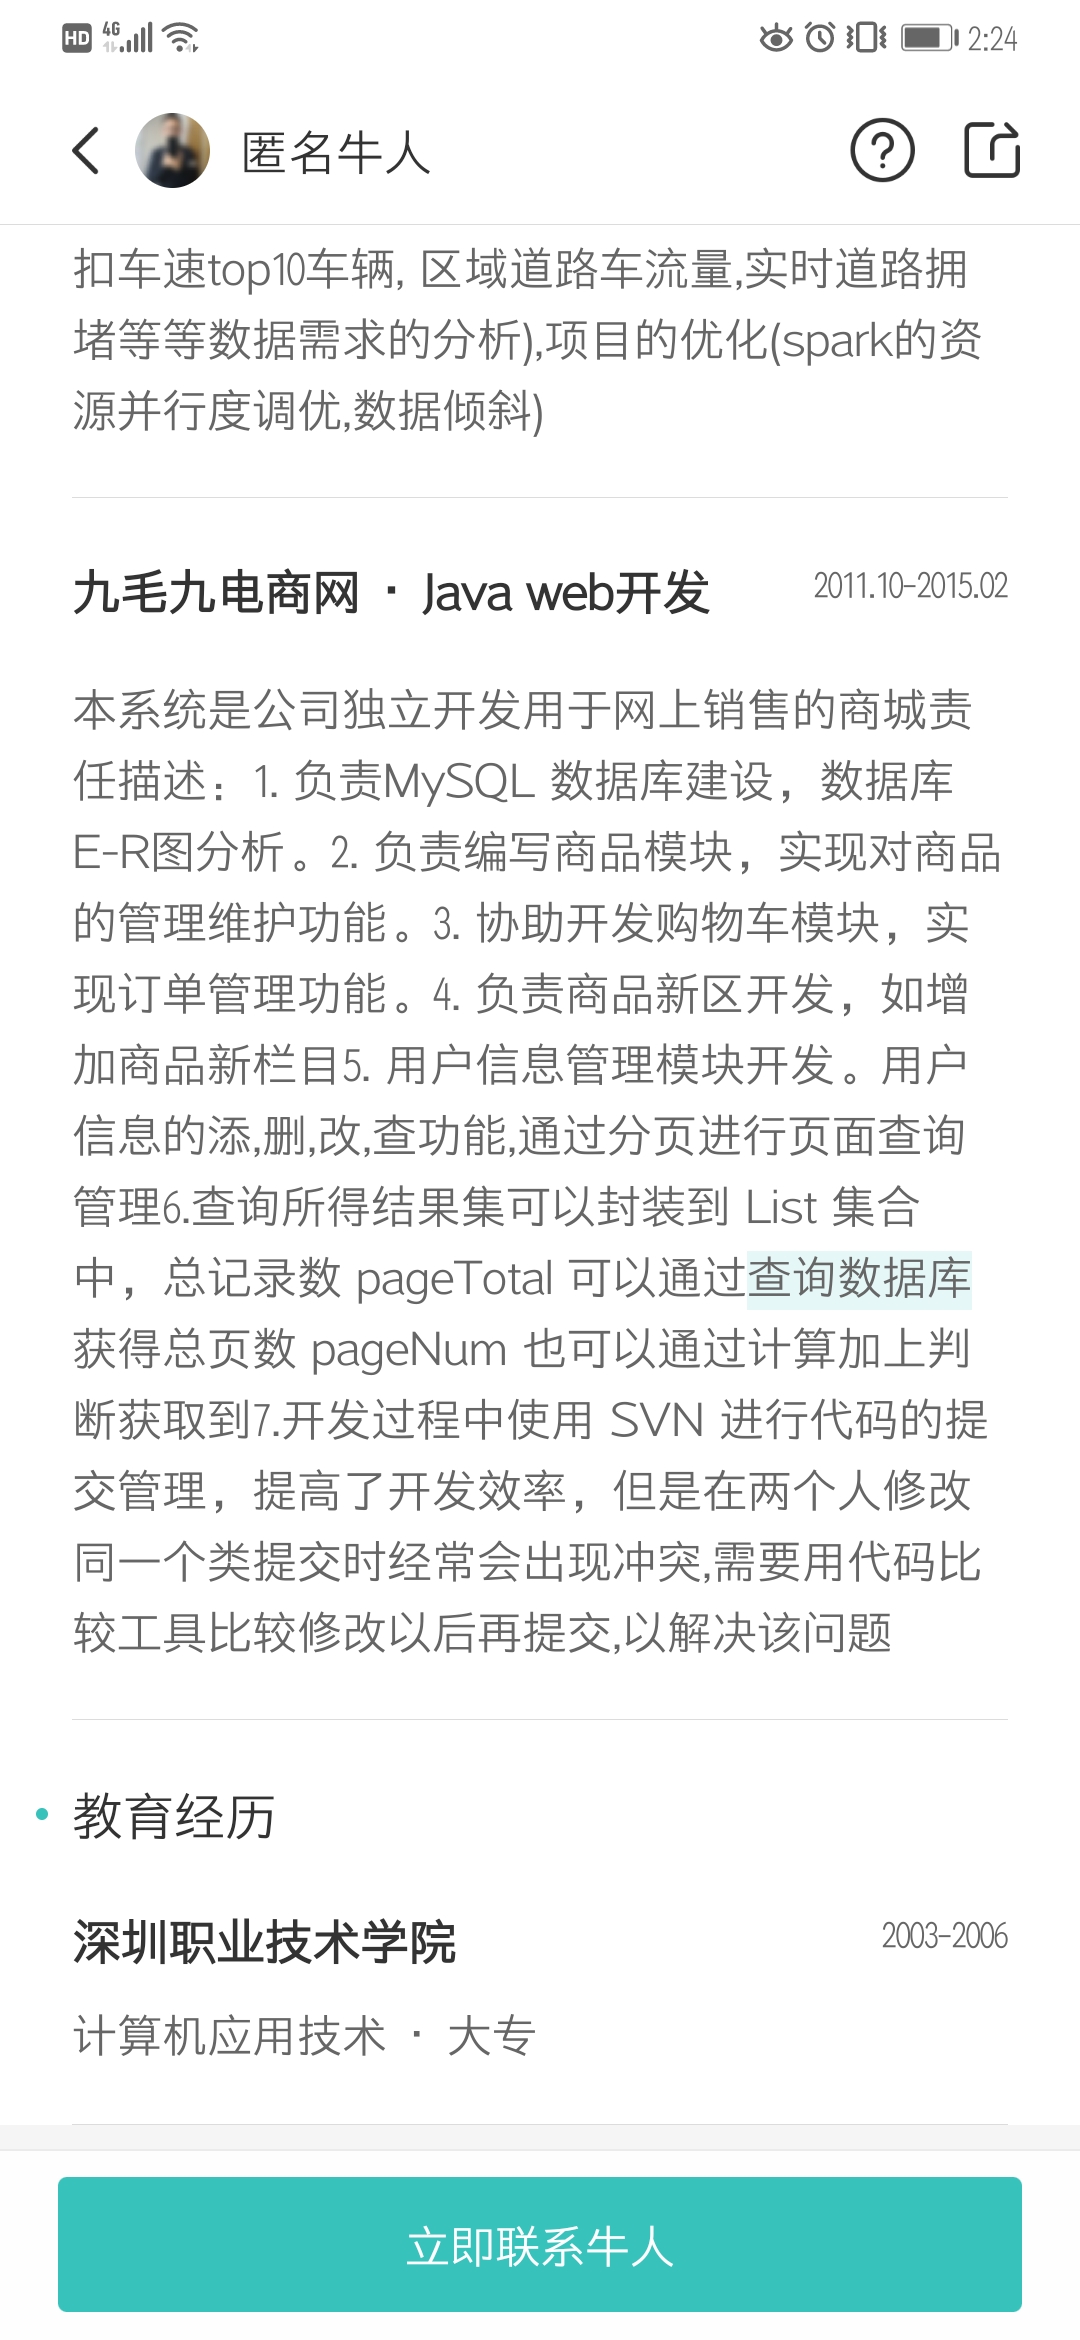 HD 4G 2:24
匿名牛人
扣车速top10车辆, 区域道路车流量,实时道路拥
堵等等数据需求的分析),项目的优化(spark的资
源并行度调优,数据倾斜)
九毛九电商网 · Java web开发 2011.10-2015.02
本系统是公司独立开发用于网上销售的商城责
任描述：1. 负责MySQL 数据库建设，数据库
E-R图分析。2. 负责编写商品模块，实现对商品
的管理维护功能。3. 协助开发购物车模块，实
现订单管理功能。4. 负责商品新区开发，如增
加商品新栏目5. 用户信息管理模块开发。用户
信息的添,删,改,查功能,通过分页进行页面查询
管理6.查询所得结果集可以封装到 List 集合
中，总记录数 pageTotal 可以通过查询数据库
获得总页数 pageNum 也可以通过计算加上判
断获取到7.开发过程中使用 SVN 进行代码的提
交管理，提高了开发效率，但是在两个人修改
同一个类提交时经常会出现冲突,需要用代码比
较工具比较修改以后再提交,以解决该问题
教育经历
深圳职业技术学院 2003-2006
计算机应用技术 · 大专
立即联系牛人